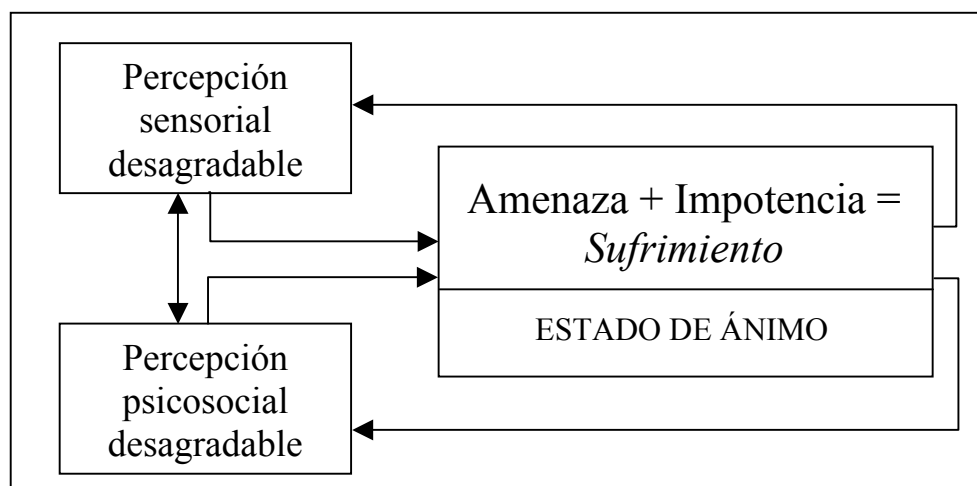 Percepción
sensorial
desagradable
Amenaza + Impotencia =
Sufrimiento
ESTADO DE ÁNIMO
Percepción
psicosocial
desagradable